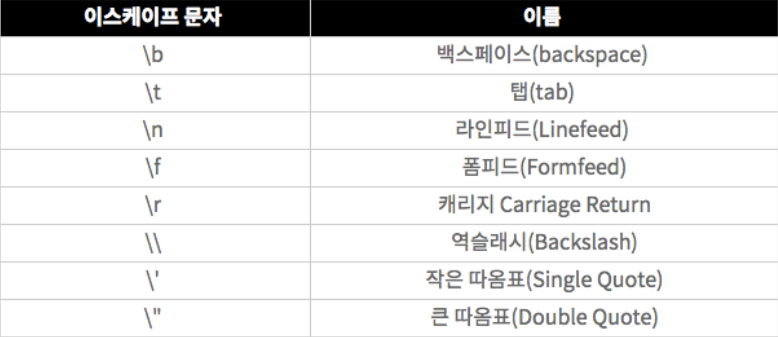 이스케이프 문자 이름
\b 백스페이스(backspace)
\t 탭(tab)
\n 라인피드(Linefeed)
\f 폼피드(Formfeed)
\r 캐리지 Carriage Return
\\ 역슬래시(Backslash)
\' 작은 따옴표(Single Quote)
\" 큰 따옴표(Double Quote)